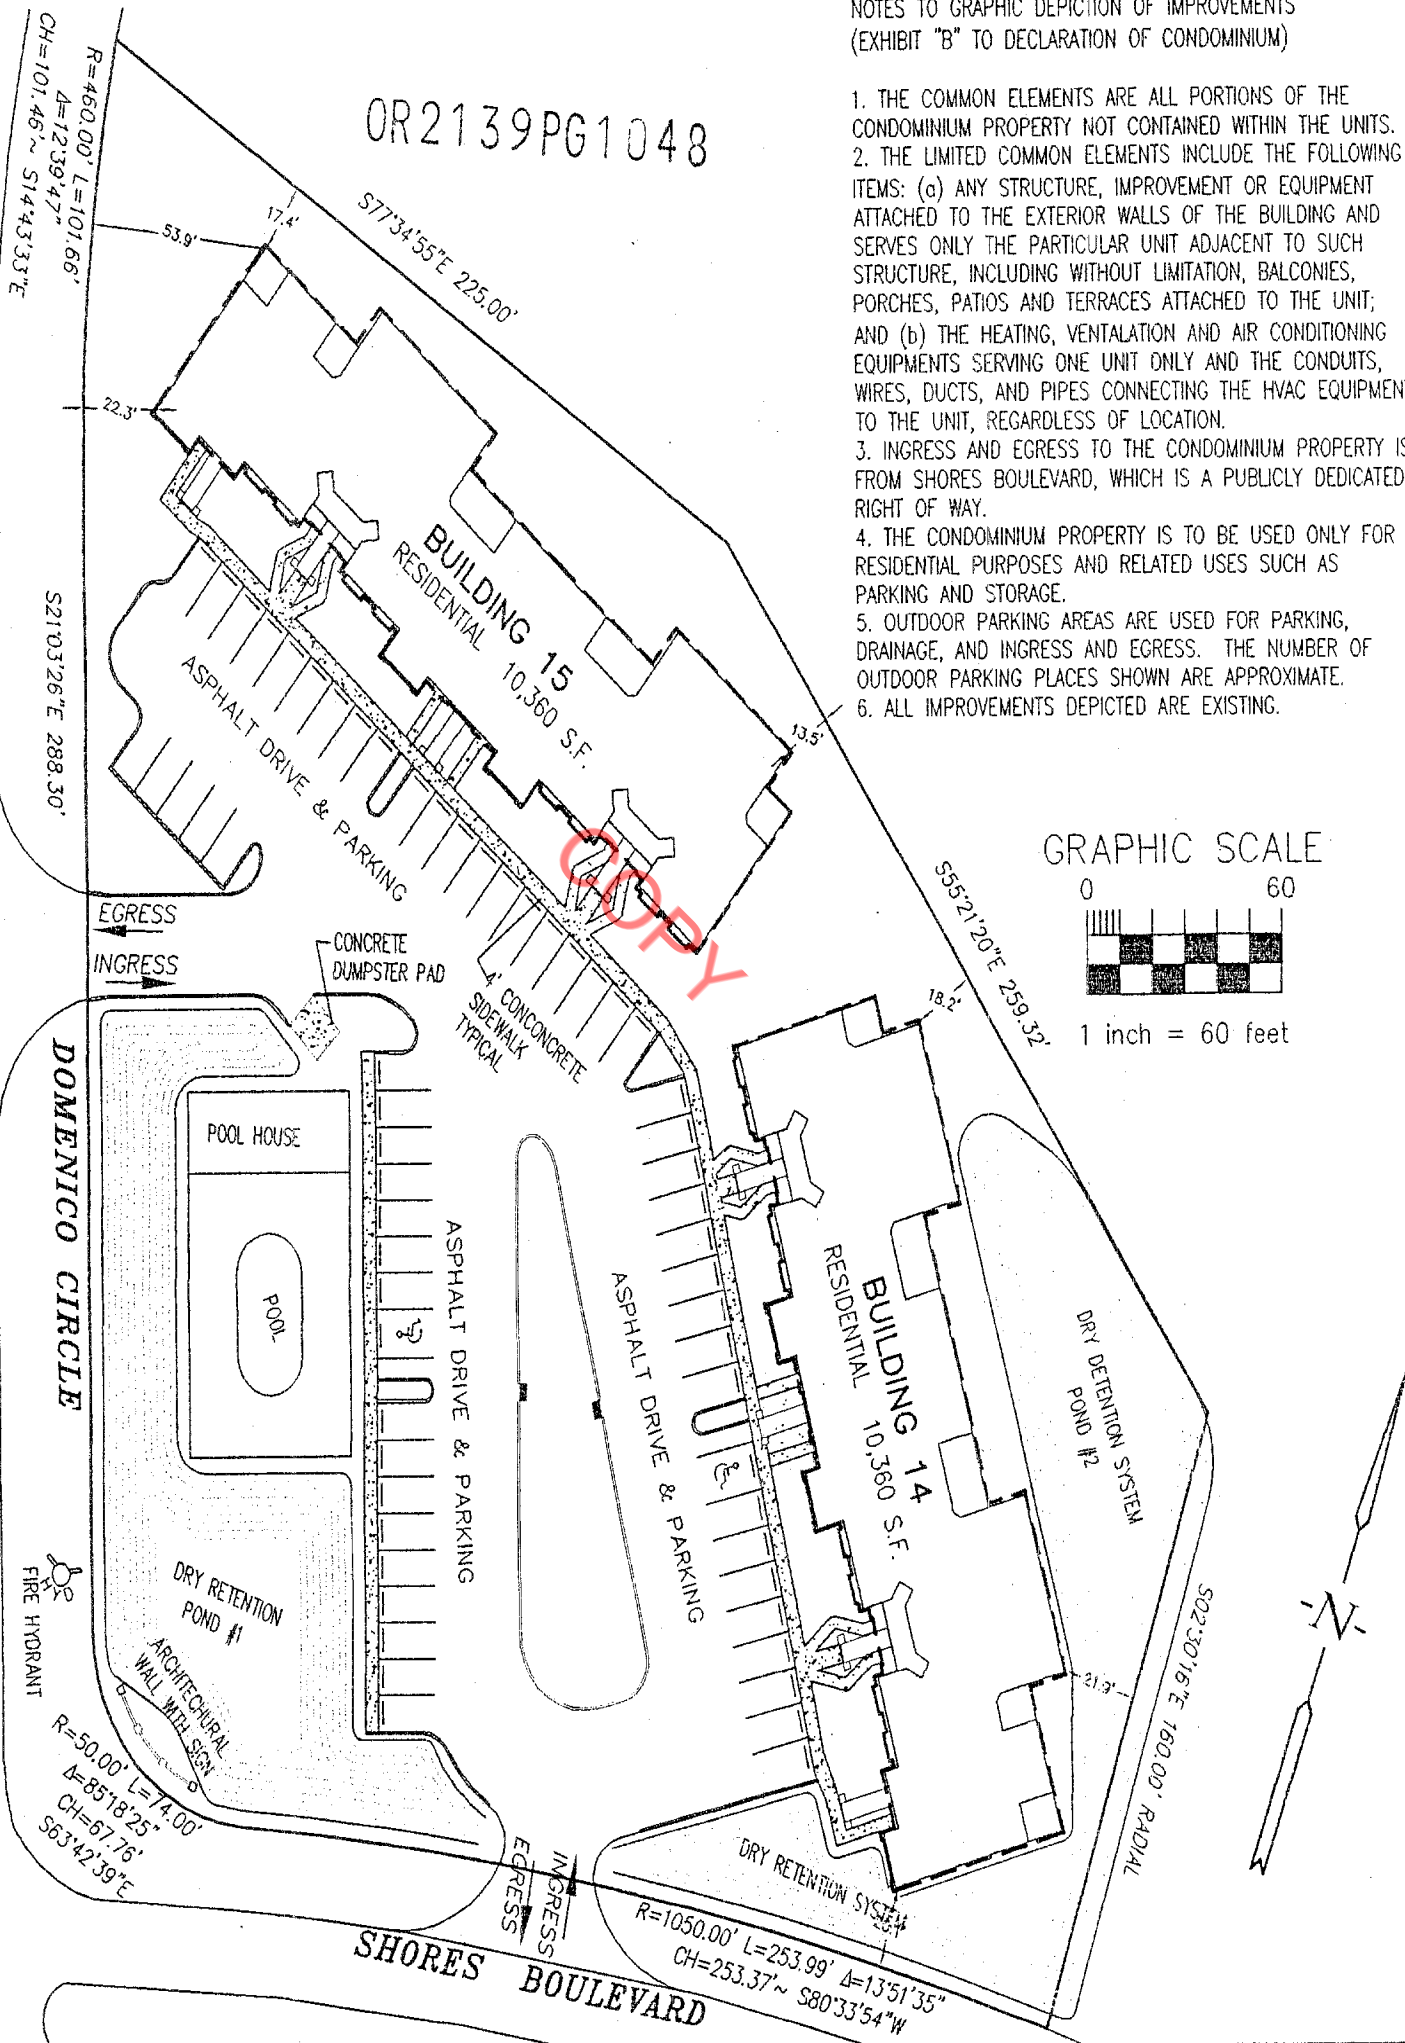 NOTES TO GRAPHIC DEPICTION OF IMPROVEMENTS
(EXHIBIT "B" TO DECLARATION OF CONDOMINIUM)
1. THE COMMON ELEMENTS ARE ALL PORTIONS OF THE
CONDOMINIUM PROPERTY NOT CONTAINED WITHIN THE UNITS.
2. THE LIMITED COMMON ELEMENTS INCLUDE THE FOLLOWING
ITEMS: (a) ANY STRUCTURE, IMPROVEMENT OR EQUIPMENT
ATTACHED TO THE EXTERIOR WALLS OF THE BUILDING AND
SERVES ONLY THE PARTICULAR UNIT ADJACENT TO SUCH
STRUCTURE, INCLUDING WITHOUT LIMITATION, BALCONIES,
PORCHES, PATIOS AND TERRACES ATTACHED TO THE UNIT;
AND (b) THE HEATING, VENTALATION AND AIR CONDITIONING
EQUIPMENTS SERVING ONE UNIT ONLY AND THE CONDUITS,
WIRES, DUCTS, AND PIPES CONNECTING THE HVAC EQUIPMEN
TO THE UNIT, REGARDLESS OF LOCATION.
3. INGRESS AND EGRESS TO THE CONDOMINIUM PROPERTY IS
FROM SHORES BOULEVARD, WHICH IS A PUBLICLY DEDICATED
RIGHT OF WAY.
4. THE CONDOMINIUM PROPERTY IS TO BE USED ONLY FOR
RESIDENTIAL PURPOSES AND RELATED USES SUCH AS
PARKING AND STORAGE.
5. OUTDOOR PARKING AREAS ARE USED FOR PARKING,
DRAINAGE, AND INGRESS AND EGRESS. THE NUMBER OF
OUTDOOR PARKING PLACES SHOWN ARE APPROXIMATE.
6. ALL IMPROVEMENTS DEPICTED ARE EXISTING.
OR2139PG1048
R=460.00' L=101.66'
Δ=12°39'47"
CH=101.46'~ S14°43'33"E
53.9'
17.4'
S77°34'55"E 225.00'
22.3'
BUILDING 15
RESIDENTIAL
10,360 S.F.
13.5'
S21°03'26"E 288.30'
ASPHALT DRIVE & PARKING
COPY
GRAPHIC SCALE
0 60
1 inch = 60 feet
S55°21'20"E 259.32'
18.2'
EGRESS
INGRESS
CONCRETE
DUMPSTER PAD
4' CONCONCRETE
SIDEWALK
TYPICAL
DOMENICO CIRCLE
POOL HOUSE
POOL
ASPHALT DRIVE & PARKING
ASPHALT DRIVE & PARKING
BUILDING 14
RESIDENTIAL
10,360 S.F.
DRY DETENTION SYSTEM
POND #2
-N-
S02°30'16"E 160.00' RADIAL
21.9'
DRY RETENTION
POND #1
ARCHITECHURAL
WALL WITH SIGN
FIRE HYDRANT
R=50.00' L=74.00'
Δ=85°18'25"
CH=67.76'
S63°42'39"E
EGRESS
INGRESS
DRY RETENTION SYSTEM
R=1050.00' L=253.99' Δ=13°51'35"
CH=253.37'~ S80°33'54"W
SHORES BOULEVARD